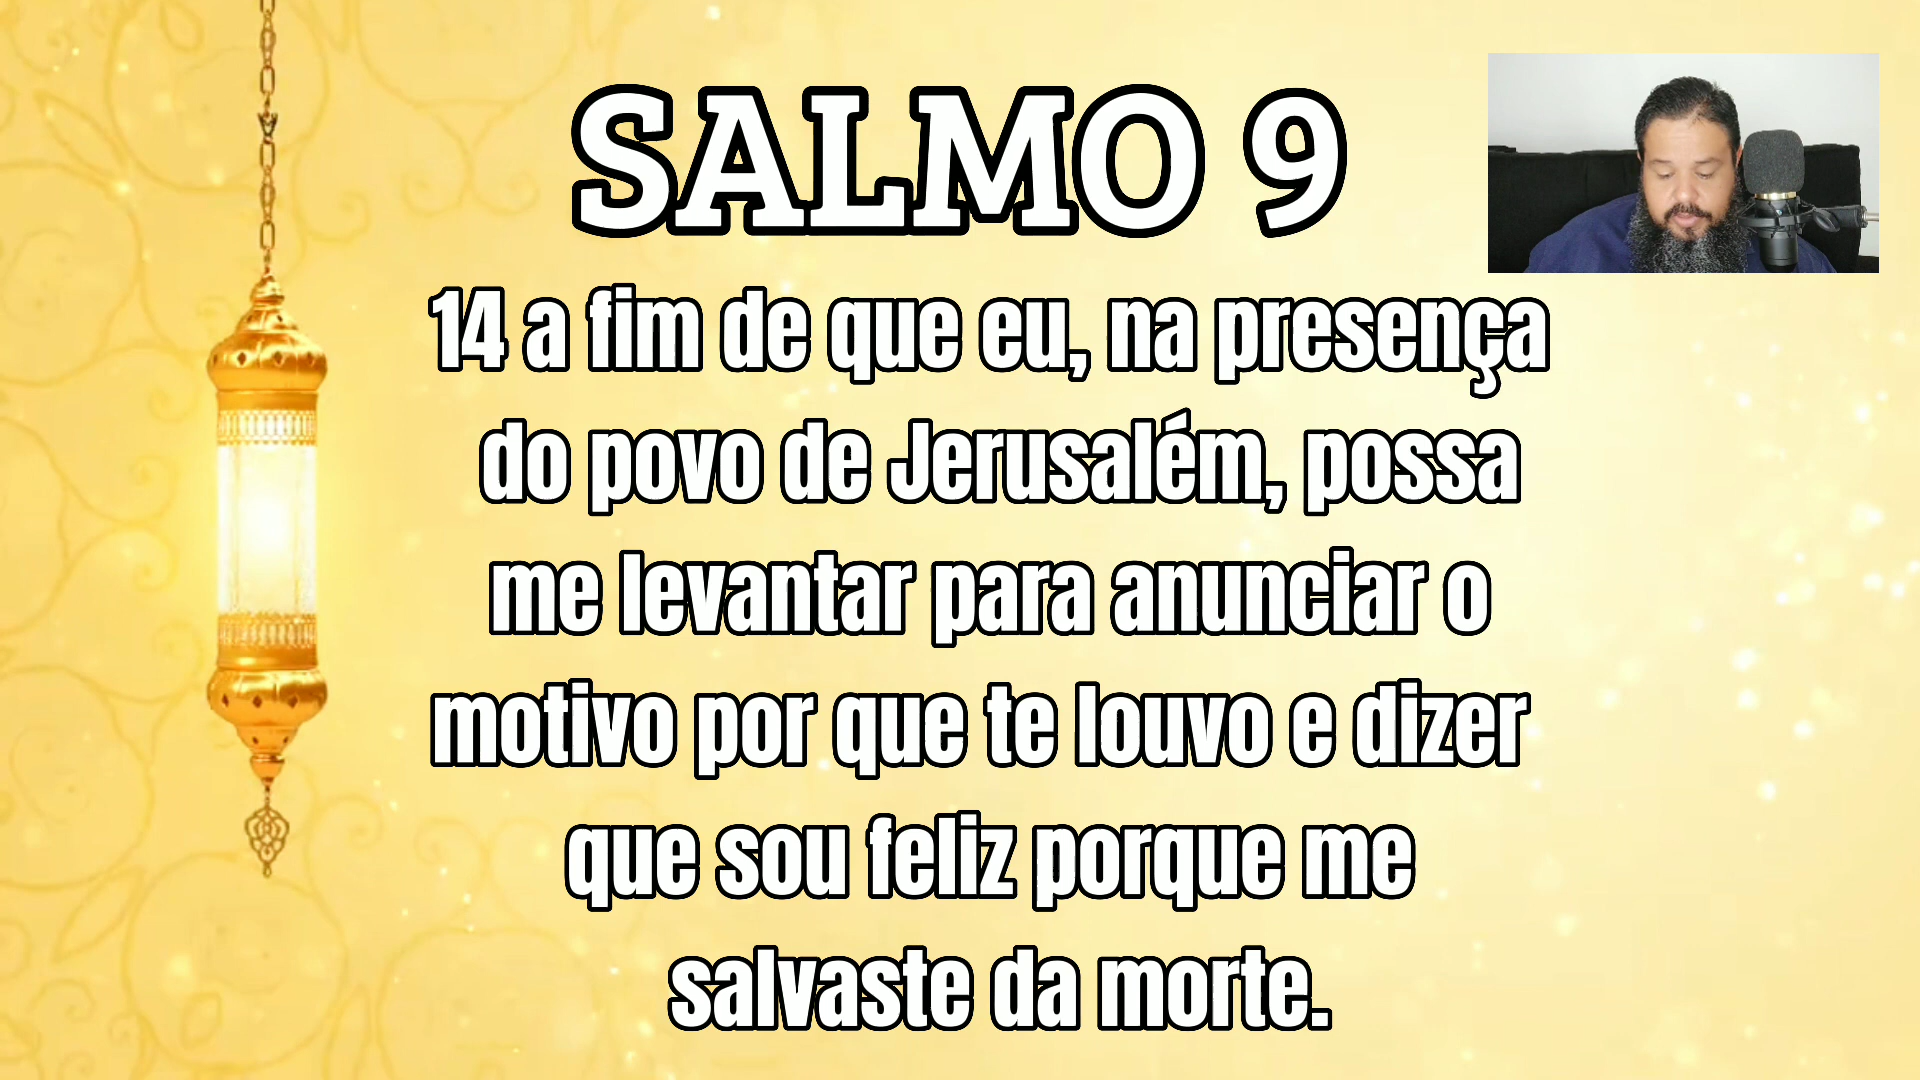 SALMO 9
14 a fim de que eu, na presença
do povo de Jerusalém, possa
me levantar para anunciar o
motivo por que te louvo e dizer
que sou feliz porque me
salvaste da morte.